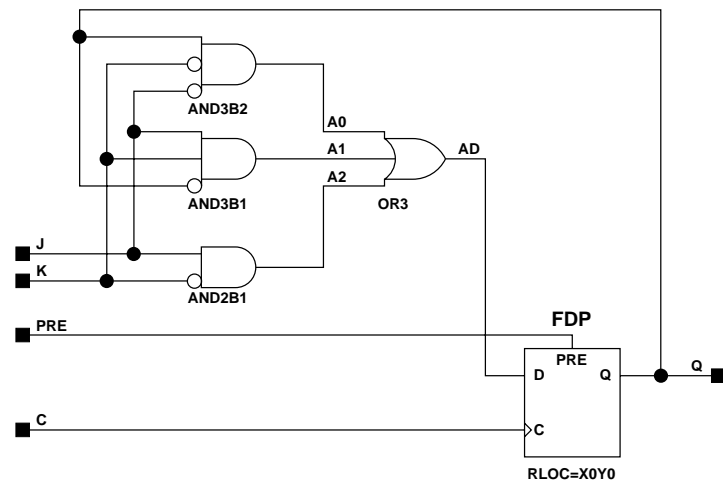 AND3B2
A0
A1
AD
A2
AND3B1
OR3
J
K
AND2B1
PRE
FDP
PRE
D
Q
Q
C
C
RLOC=X0Y0